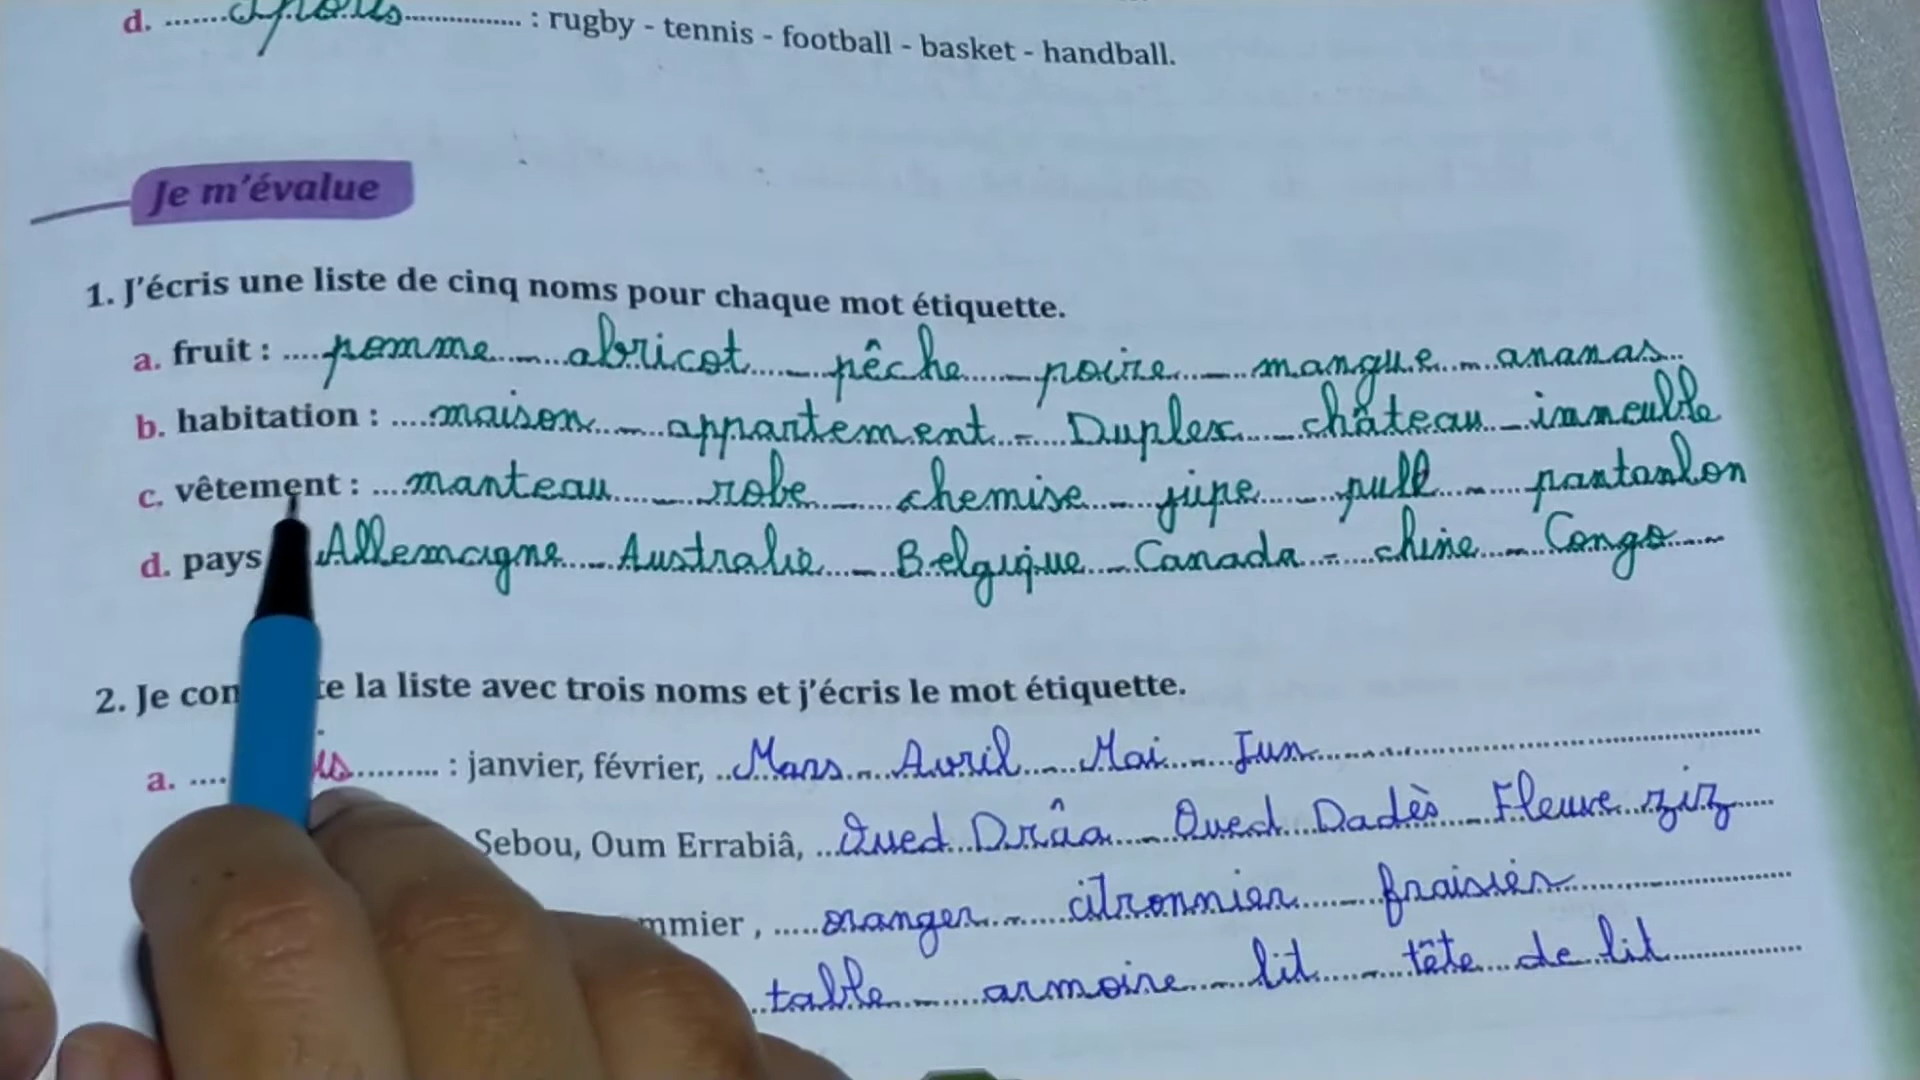 d. ...... Sports ............... : rugby - tennis - football - basket - handball.
Je m'évalue
1. J'écris une liste de cinq noms pour chaque mot étiquette.
a. fruit : .... pomme - abricot - pêche - poire - mangue - ananas
b. habitation : .... maison - appartement - Duplex - château - immeuble
c. vêtement : .... manteau - robe - chemise - jupe - pull - pantanlon
d. pays Allemagne - Australie - Belgique - Canada - chine - Congo -
2. Je con te la liste avec trois noms et j'écris le mot étiquette.
a. .... is ......... : janvier, février, .. Mars - Avril - Mai - Jun
Sebou, Oum Errabiâ, ... Oued Drâa - Oued Dadès - Fleuve ziz
mmier , ..... oranger - citronnier - fraisier
table - armoire - lit - tête de lit